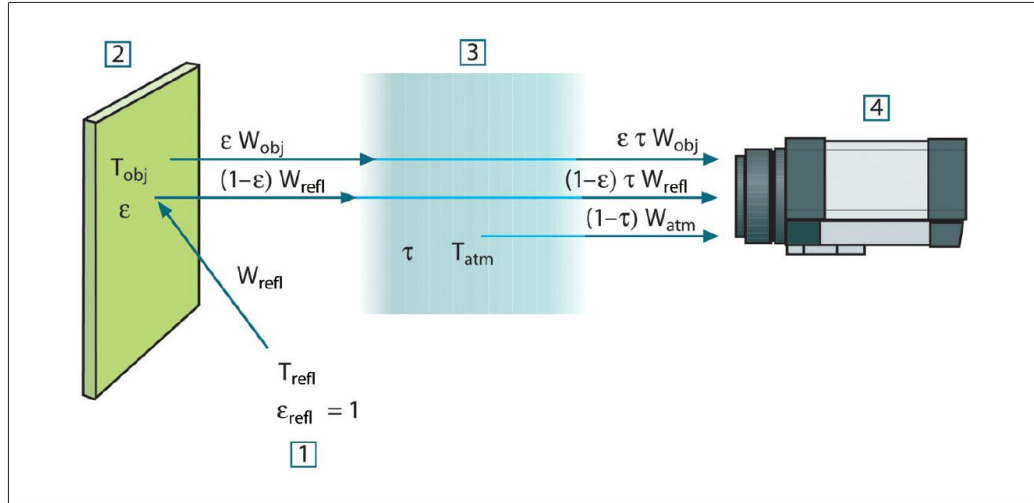 2
3
4
T_obj
ε
ε W_obj
(1–ε) W_refl
ε τ W_obj
(1–ε) τ W_refl
(1–τ) W_atm
τ T_atm
W_refl
T_refl
ε_refl = 1
1